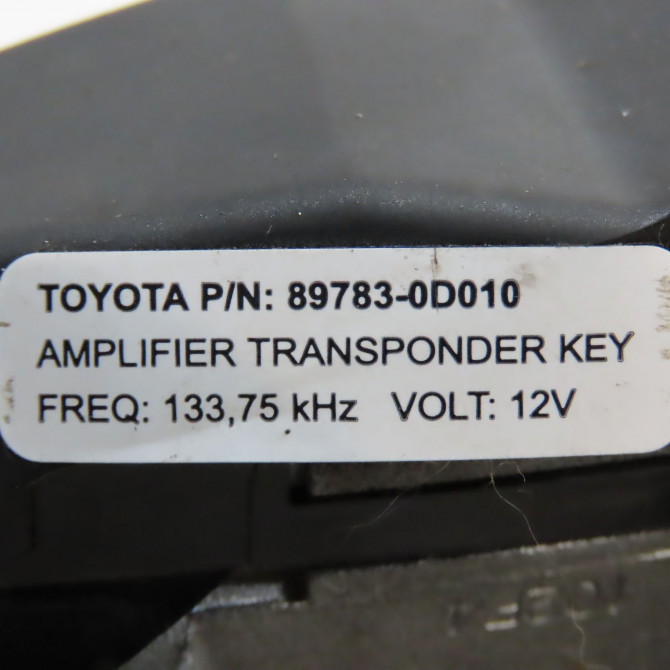 TOYOTA P/N: 89783-0D010
AMPLIFIER TRANSPONDER KEY
FREQ: 133,75 kHz VOLT: 12V